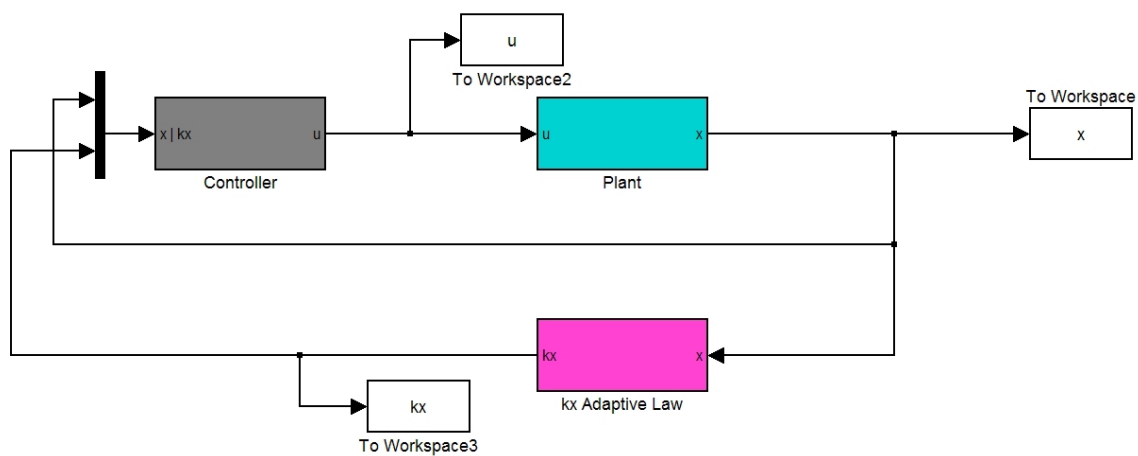 u
To Workspace2
To Workspace
x | kx
u
u
x
x
Controller
Plant
kx
x
kx Adaptive Law
kx
To Workspace3